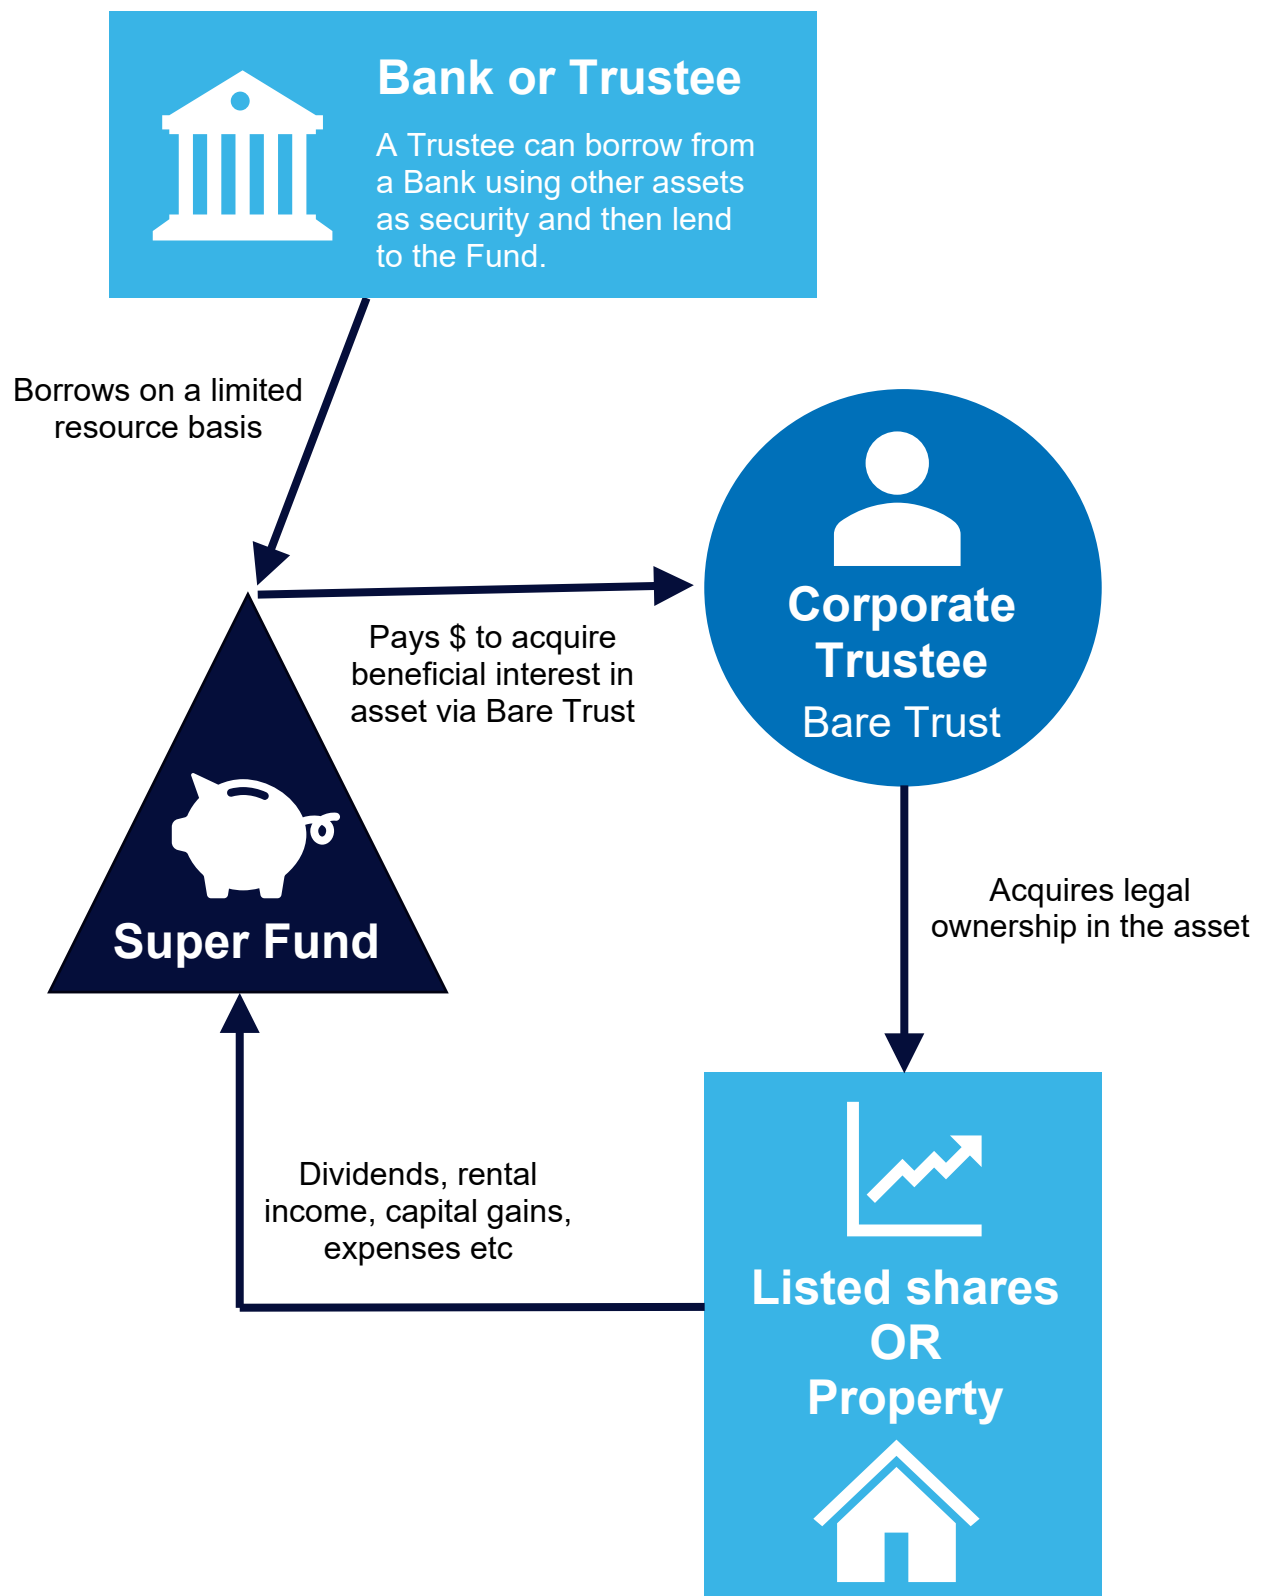 Bank or Trustee
A Trustee can borrow from
a Bank using other assets
as security and then lend
to the Fund.
Borrows on a limited
resource basis
Pays $ to acquire
beneficial interest in
asset via Bare Trust
Corporate
Trustee
Bare Trust
Super Fund
Acquires legal
ownership in the asset
Dividends, rental
income, capital gains,
expenses etc
Listed shares
OR
Property